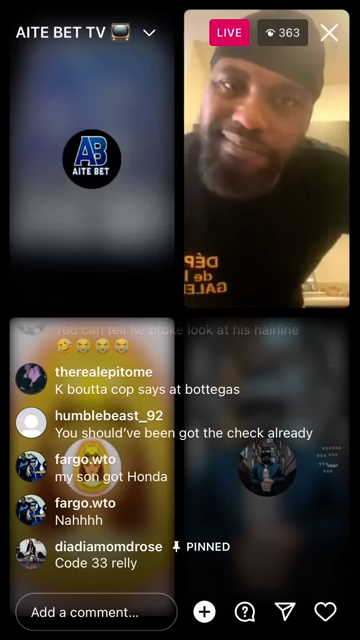 AITE BET TV 📺
LIVE
363
AB
AITE BET
DÉP
de l
GALE
You can tell he broke look at his hairline
🤣😭😭😭
therealepitome
K boutta cop says at bottegas
humblebeast_92
You should've been got the check already
fargo.wto
my son got Honda
fargo.wto
Nahhhh
diadiamomdrose PINNED
Code 33 relly
Add a comment...